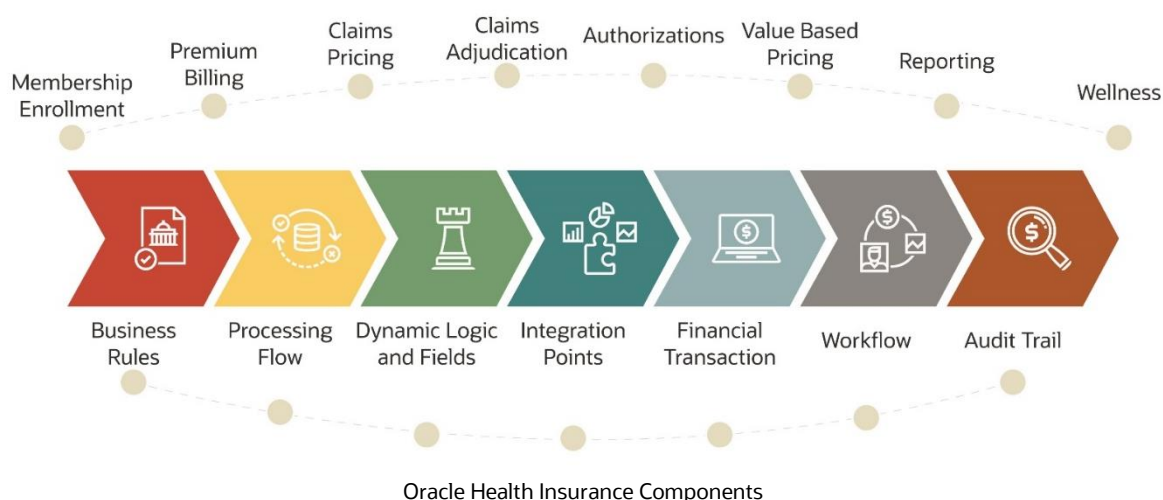 Membership
Enrollment
Premium
Billing
Claims
Pricing
Claims
Adjudication
Authorizations
Value Based
Pricing
Reporting
Wellness
Business
Rules
Processing
Flow
Dynamic Logic
and Fields
Integration
Points
Financial
Transaction
Workflow
Audit Trail
Oracle Health Insurance Components